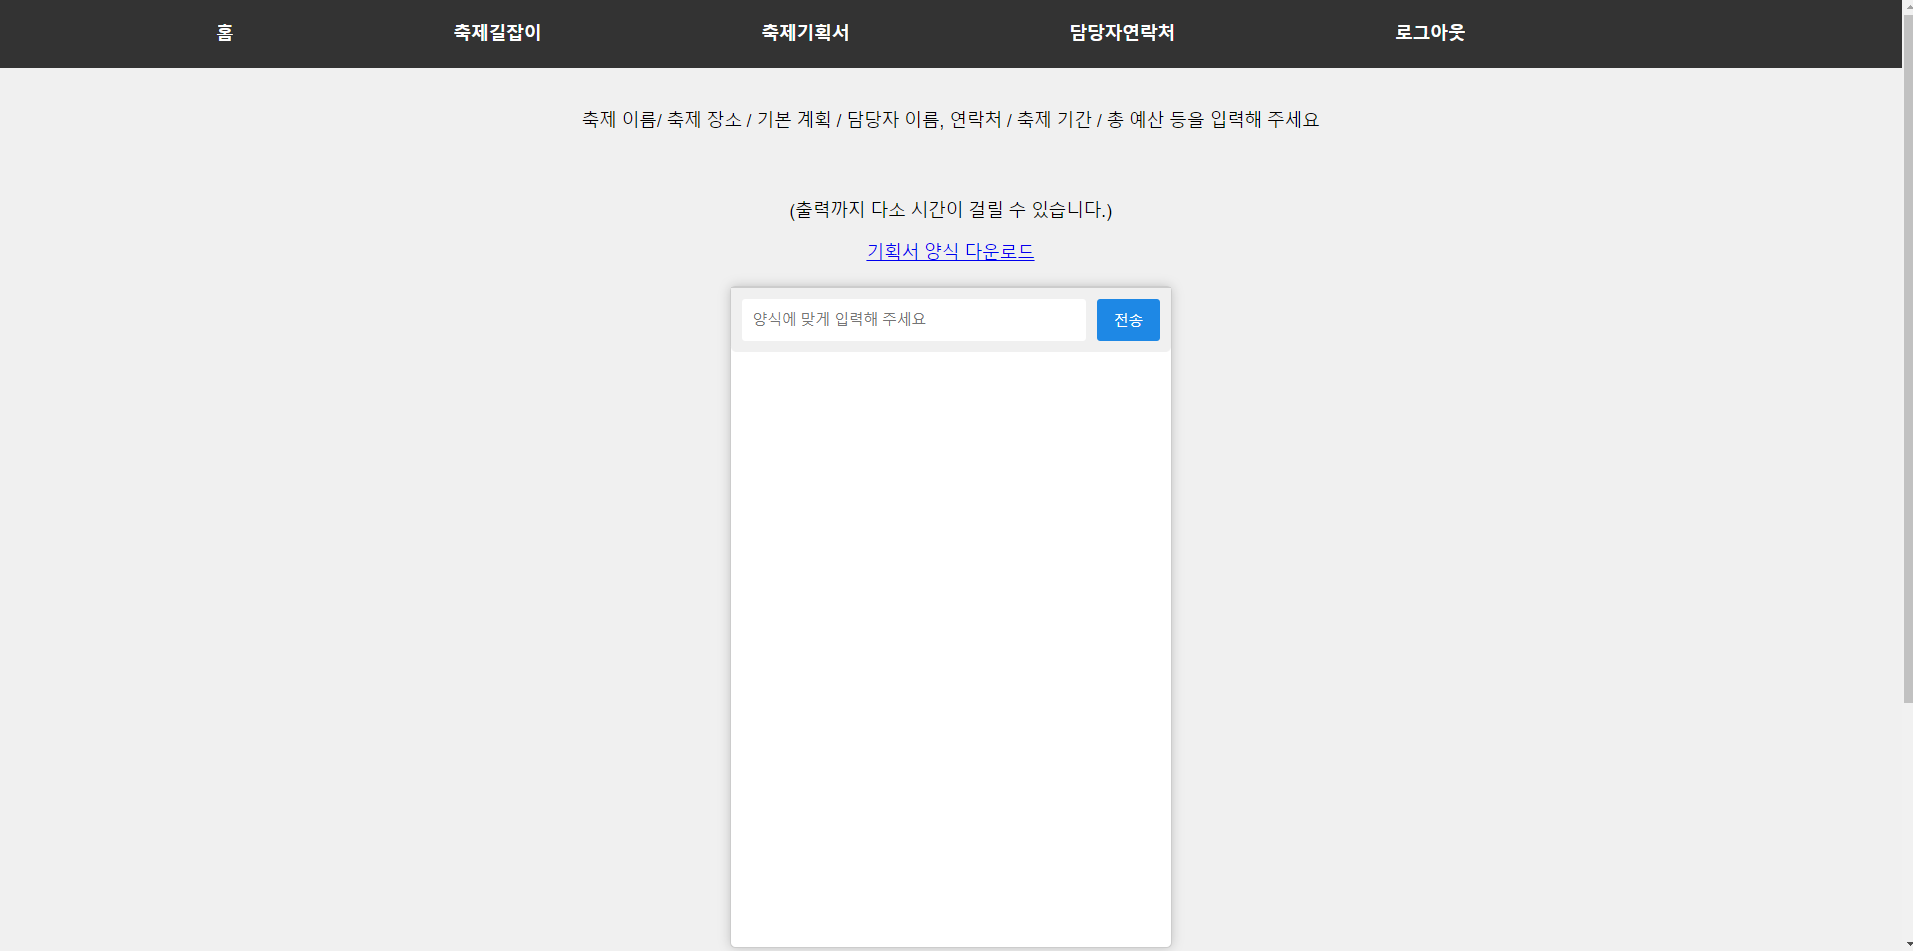 홈 축제길잡이 축제기획서 담당자연락처 로그아웃
축제 이름/ 축제 장소 / 기본 계획 / 담당자 이름, 연락처 / 축제 기간 / 총 예산 등을 입력해 주세요
(출력까지 다소 시간이 걸릴 수 있습니다.)
기획서 양식 다운로드
양식에 맞게 입력해 주세요 전송